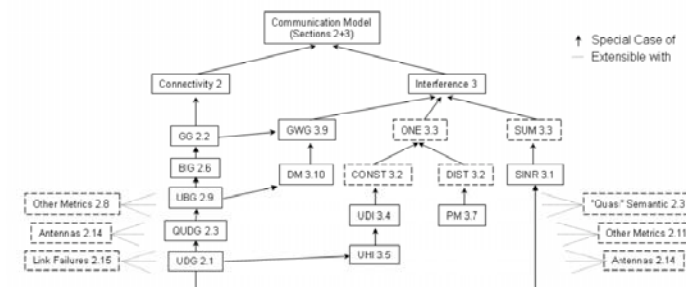 Communication Model
(Sections 2+3)
Special Case of
Extensible with
Connectivity 2
Interference 3
GG 2.2
GWG 3.9
ONE 3.3
SUM 3.3
BIG 2.6
DM 3.10
CONST 3.2
DIST 3.2
SINR 3.1
Other Metrics 2.8
UBG 2.9
"Quasi" Semantic 2.3
UDI 3.4
PM 3.7
Antennas 2.14
QUDG 2.3
Other Metrics 2.11
Link Failures 2.15
UDG 2.1
UHI 3.5
Antennas 2.14